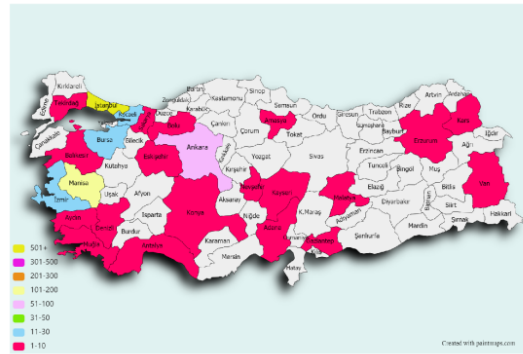 Kırklareli
Edirne
Tekirdağ
İstanbul
Kocaeli
Zonguldak
Bartın
Kastamonu
Sinop
Karabük
Düzce
Bolu
Çankırı
Samsun
Amasya
Ordu
Giresun
Trabzon
Rize
Artvin
Ardahan
Kars
Gümüşhane
Bayburt
Çanakkale
Bursa
Bilecik
Ankara
Çorum
Tokat
Erzincan
Erzurum
Iğdır
Ağrı
Balıkesir
Kütahya
Eskişehir
Kırıkkale
Kırşehir
Yozgat
Sivas
Tunceli
Bingöl
Muş
Van
Manisa
İzmir
Uşak
Afyon
Aksaray
Nevşehir
Kayseri
Malatya
Elazığ
Bitlis
Aydın
Denizli
Isparta
Burdur
Konya
Niğde
K.Maraş
Adıyaman
Diyarbakır
Batman
Siirt
Hakkari
Muğla
Antalya
Karaman
Mersin
Adana
Osmaniye
Gaziantep
Şanlıurfa
Mardin
Şırnak
Hatay
501+
301-500
201-300
101-200
51-100
31-50
11-30
1-10
Created with paintmaps.com